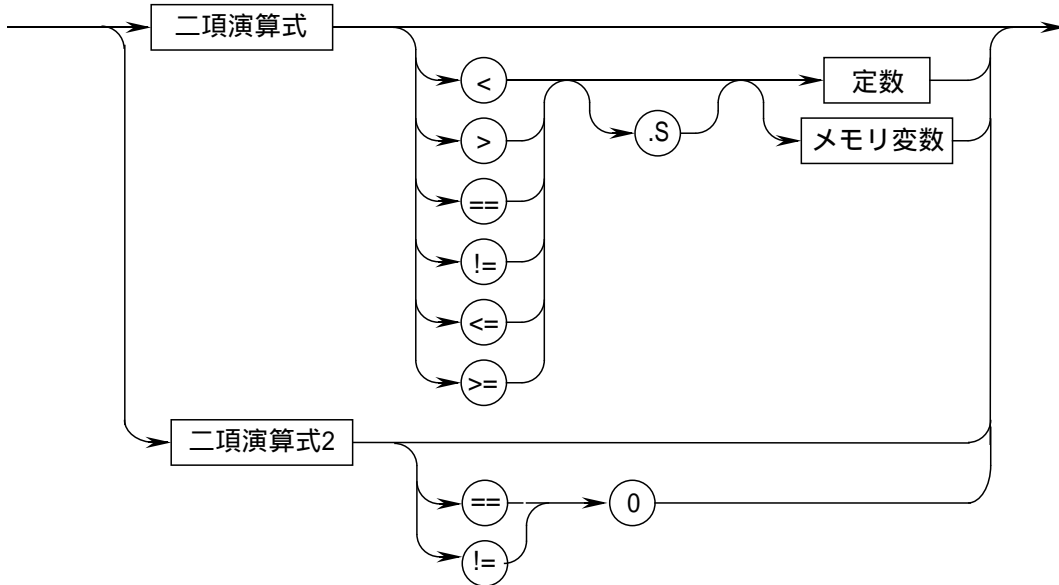 二項演算式
<
定数
>
.S
メモリ変数
==
!=
<=
>=
二項演算式2
==
0
!=